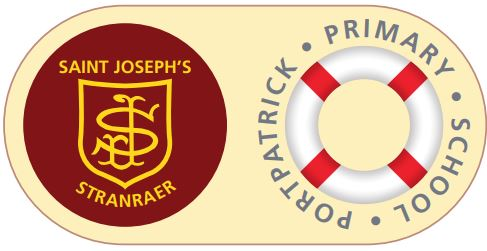 SAINT JOSEPH'S
STRANRAER
PORTPATRICK • PRIMARY • SCHOOL •